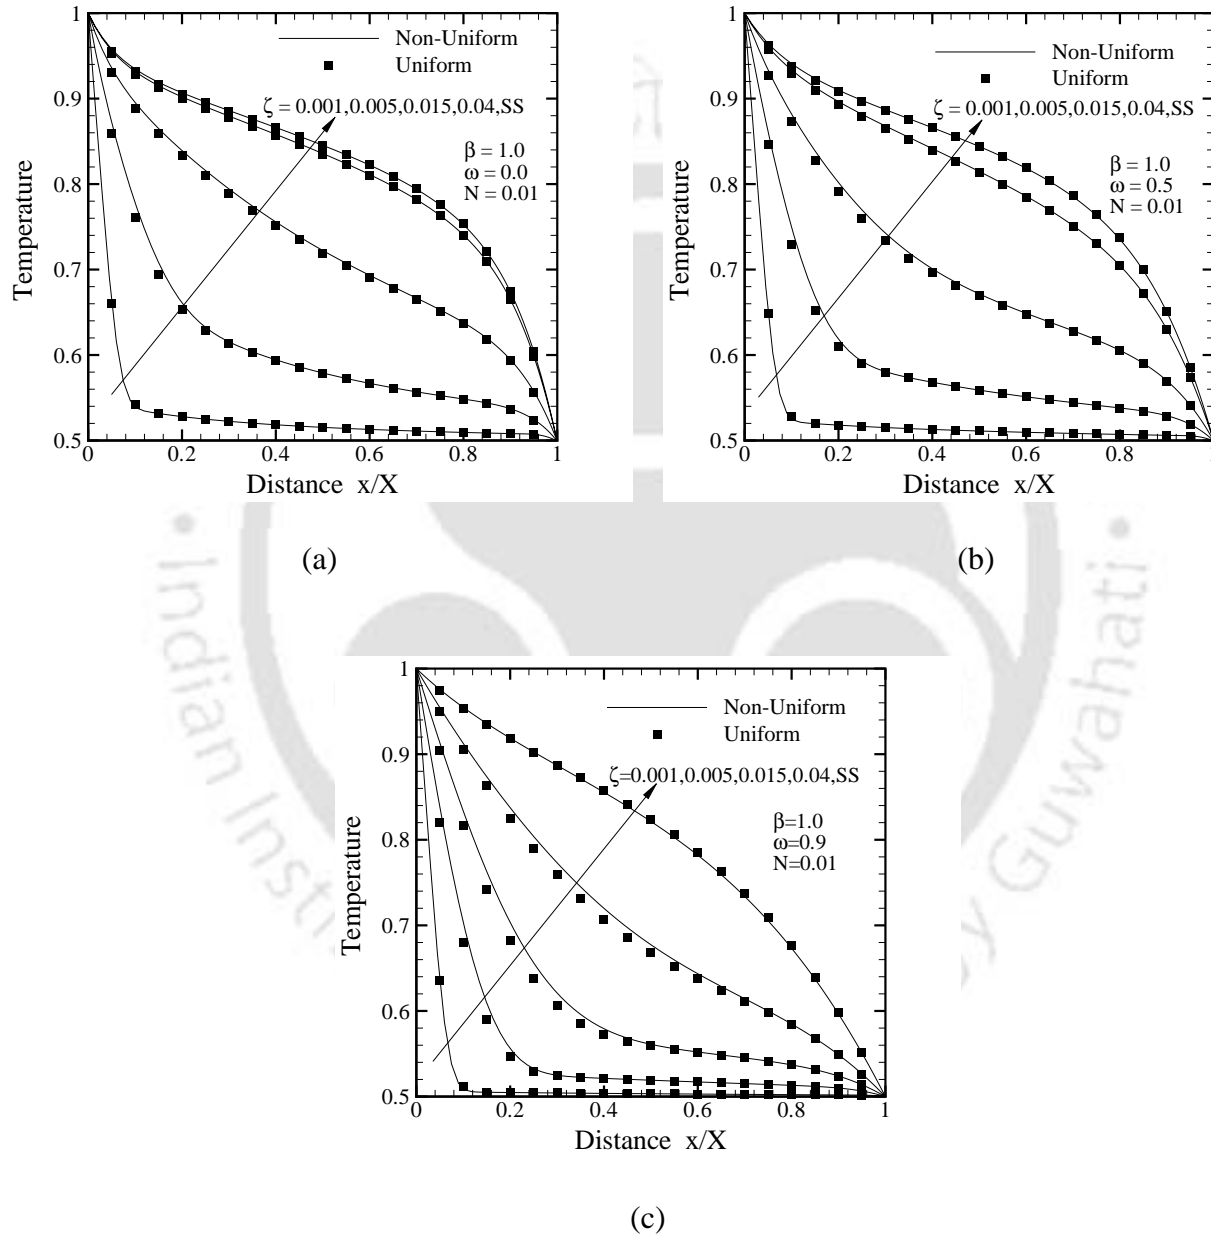 1
0.9
0.8
0.7
0.6
0.5
0
0.2
0.4
0.6
0.8
1
Temperature
Distance x/X
Non-Uniform
Uniform
ζ = 0.001,0.005,0.015,0.04,SS
β = 1.0
ω = 0.0
N = 0.01
(a)
1
0.9
0.8
0.7
0.6
0.5
0
0.2
0.4
0.6
0.8
1
Temperature
Distance x/X
Non-Uniform
Uniform
ζ = 0.001,0.005,0.015,0.04,SS
β = 1.0
ω = 0.5
N = 0.01
(b)
1
0.9
0.8
0.7
0.6
0.5
0
0.2
0.4
0.6
0.8
1
Temperature
Distance x/X
Non-Uniform
Uniform
ζ=0.001,0.005,0.015,0.04,SS
β=1.0
ω=0.9
N=0.01
(c)
Indian
Guwahati